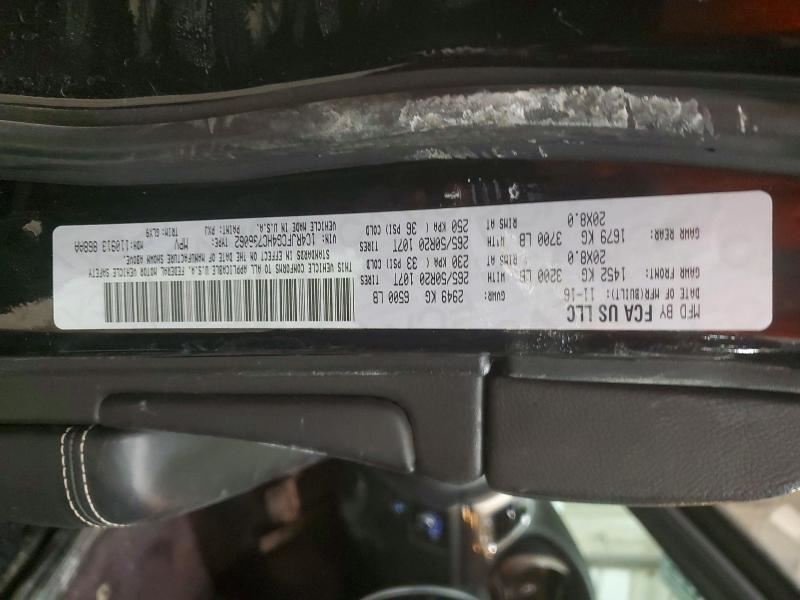 MFD BY FCA US LLC
DATE OF MFR(BUILT): 11-16 GVWR: 2949 KG 6500 LB
GAWR FRONT: WITH TIRES
1452 KG 3200 LB 265/50R20 107T
RIMS AT
20X8.0 230 KPA ( 33 PSI) COLD
GAWR REAR: WITH TIRES
1679 KG 3700 LB 265/50R20 107T
RIMS AT
20X8.0 250 KPA ( 36 PSI) COLD
THIS VEHICLE CONFORMS TO ALL APPLICABLE U.S.A. FEDERAL MOTOR VEHICLE SAFETY
STANDARDS IN EFFECT ON THE DATE OF MANUFACTURE SHOWN ABOVE.
VIN: 1C4RJFCG4HC736062 TYPE: MPV MDH:110913 868AA
VEHICLE MADE IN U.S.A. PAINT: PXJ TRIM: GLX9